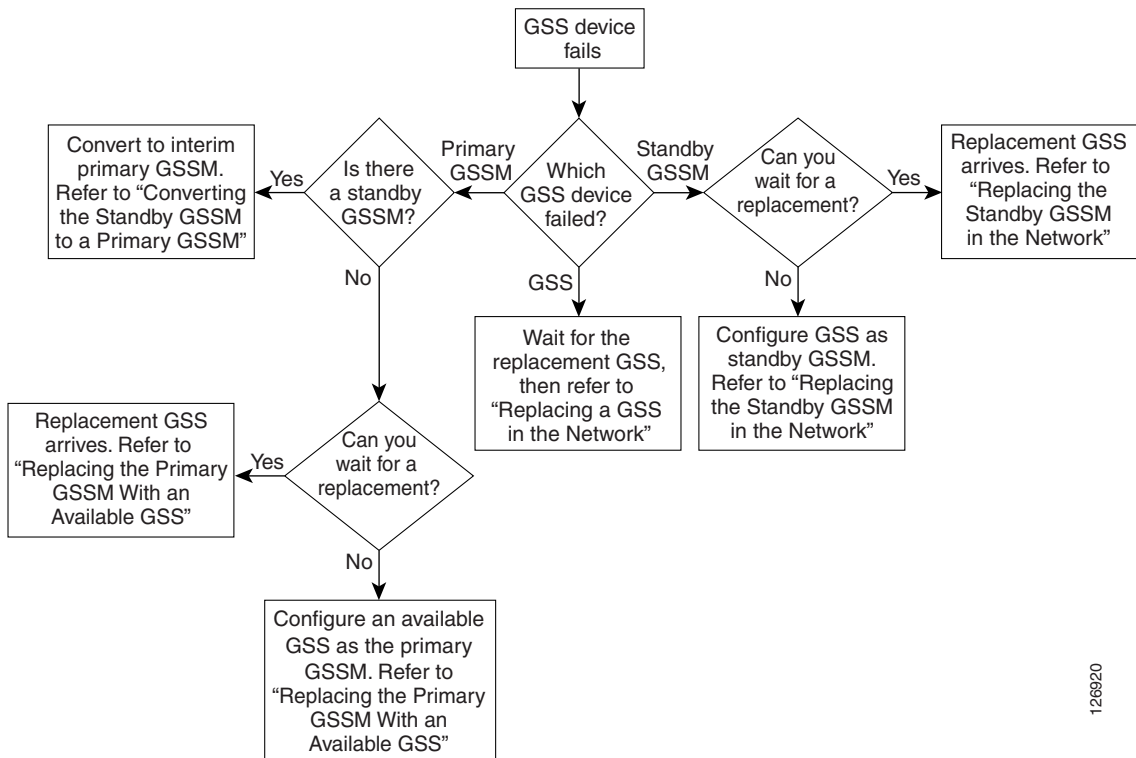 GSS device
fails
Convert to interim
primary GSSM.
Refer to “Converting
the Standby GSSM
to a Primary GSSM”
Yes
Is there
a standby
GSSM?
Primary
GSSM
Which
GSS device
failed?
Standby
GSSM
Can you
wait for a
replacement?
Yes
Replacement GSS
arrives. Refer to
“Replacing the
Standby GSSM
in the Network”
No
GSS
No
Wait for the
replacement GSS,
then refer to
“Replacing a GSS
in the Network”
Configure GSS as
standby GSSM.
Refer to “Replacing
the Standby GSSM
in the Network”
Replacement GSS
arrives. Refer to
“Replacing the Primary
GSSM With an
Available GSS”
Yes
Can you
wait for a
replacement?
No
Configure an available
GSS as the primary
GSSM. Refer to
“Replacing the Primary
GSSM With an
Available GSS”
126920